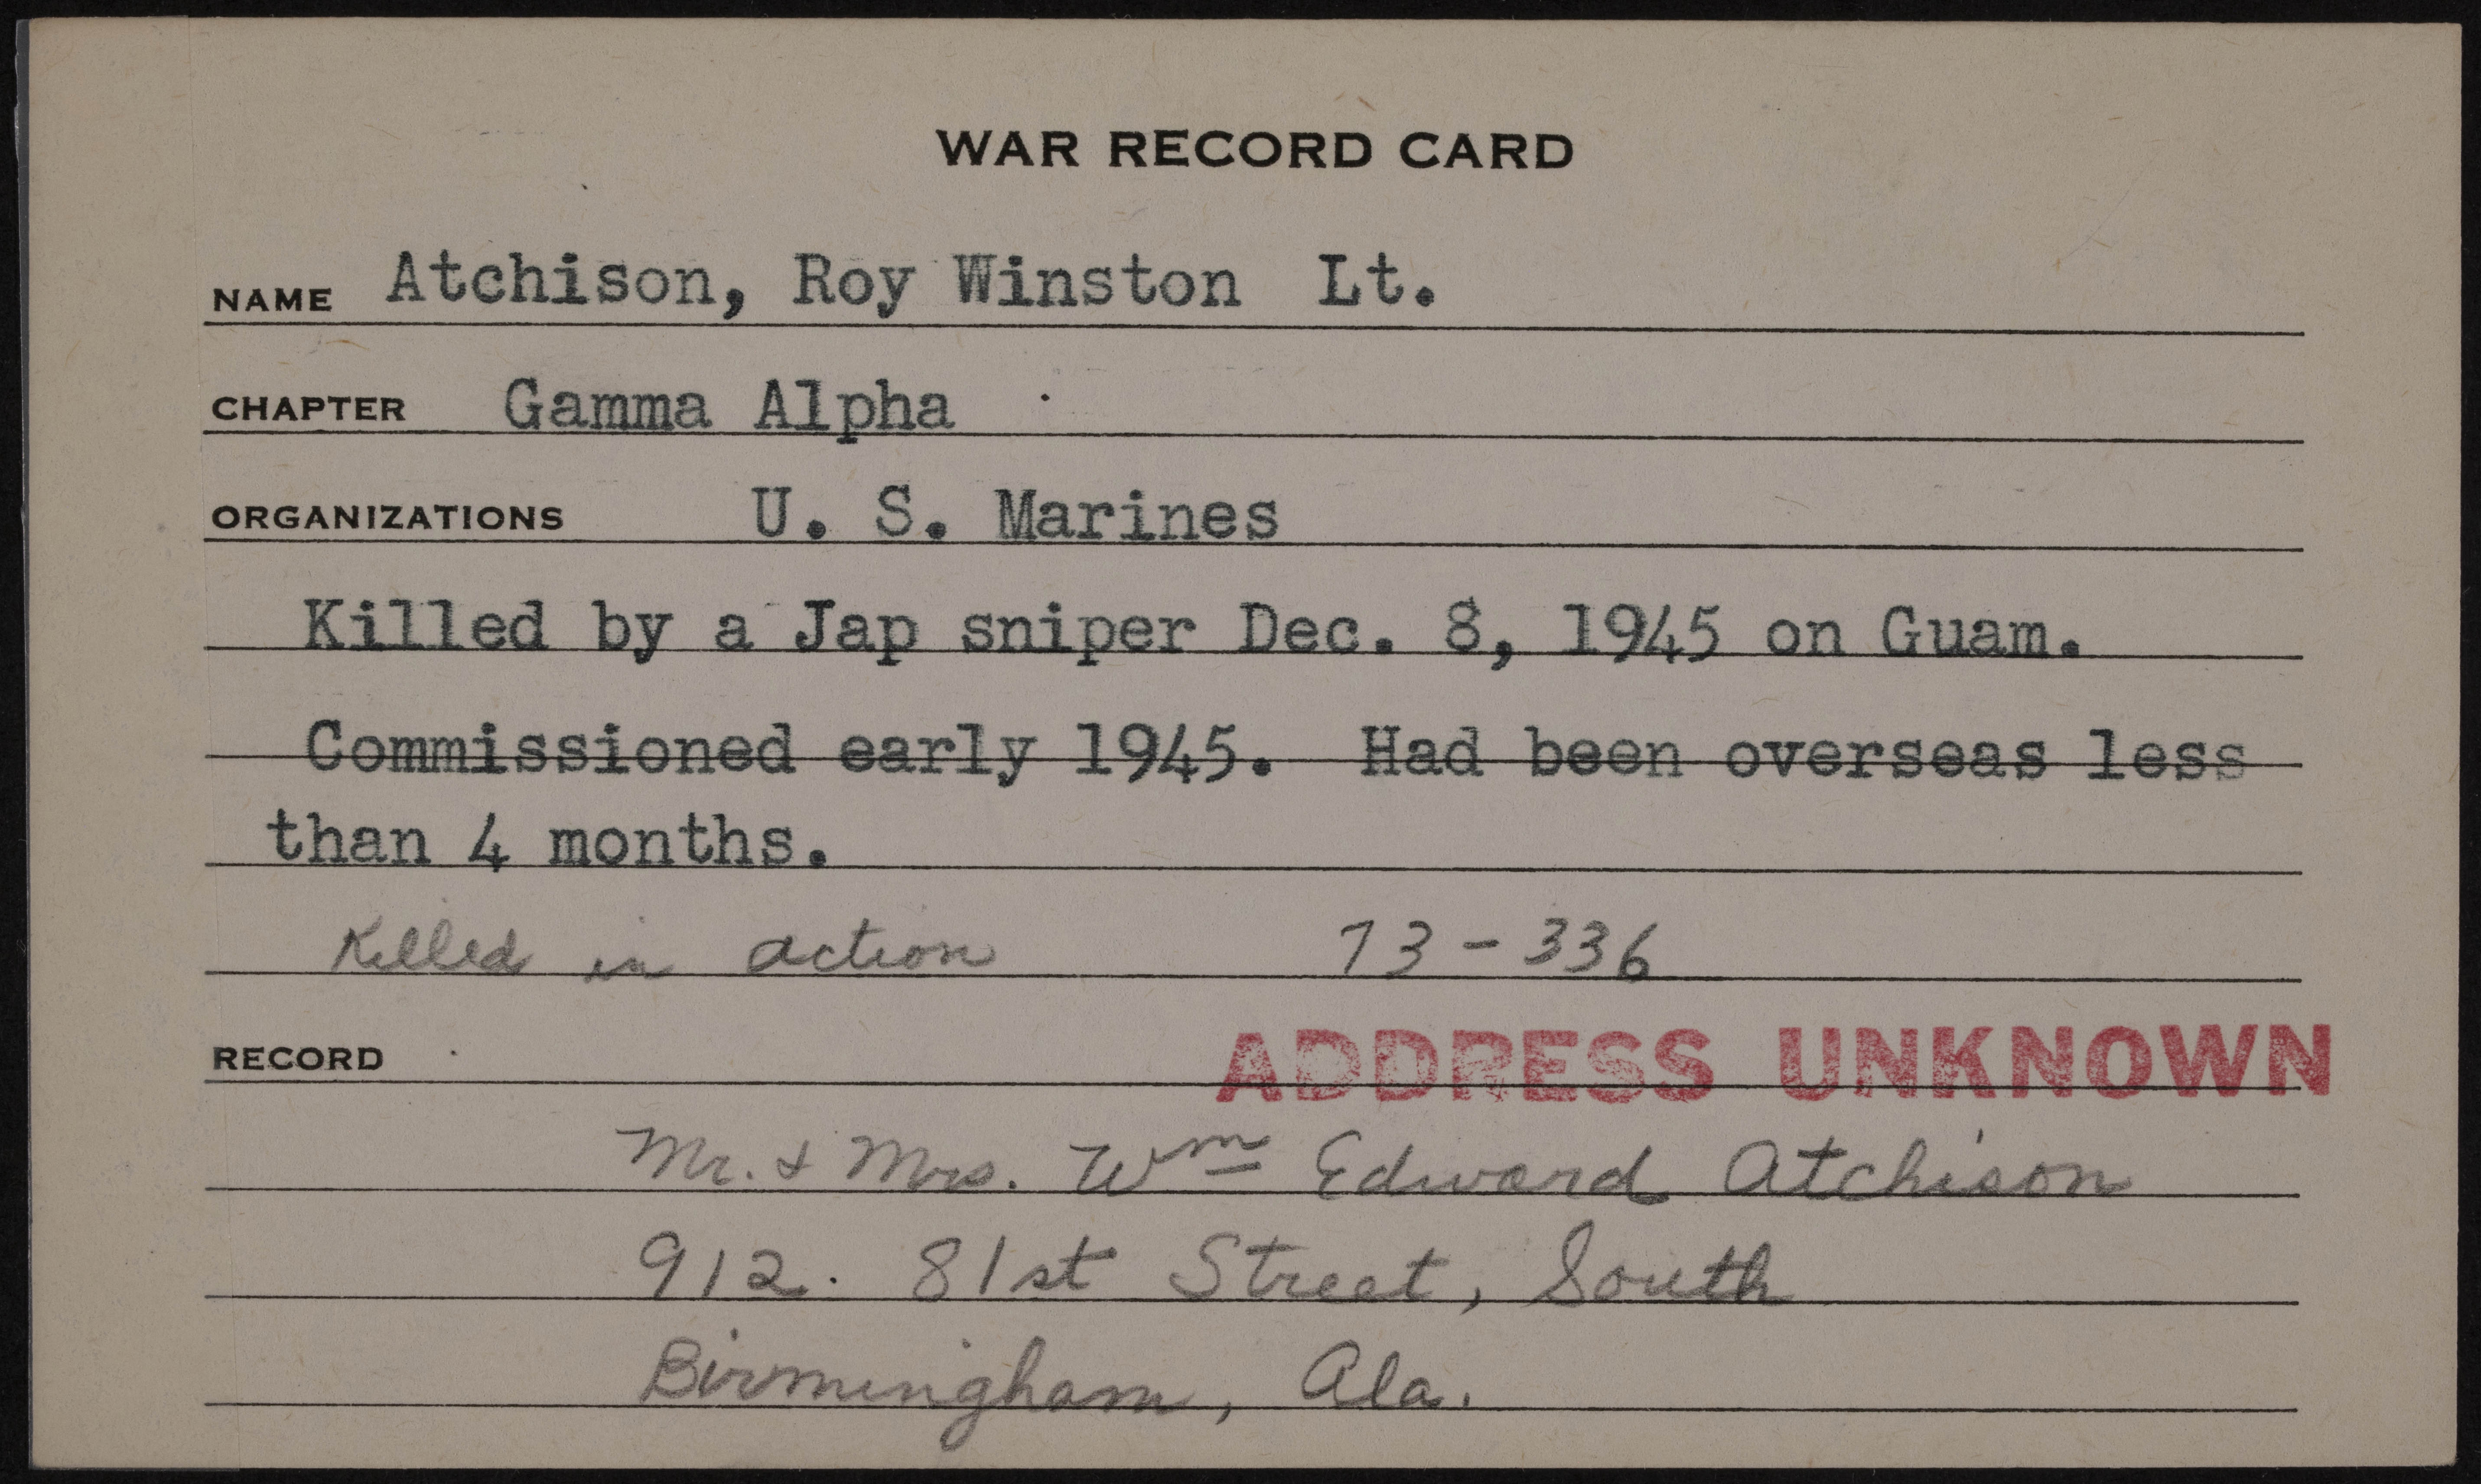 WAR RECORD CARD
NAME Atchison, Roy Winston Lt.
CHAPTER Gamma Alpha
ORGANIZATIONS U. S. Marines
Killed by a Jap sniper Dec. 8, 1945 on Guam.
Commissioned early 1945. Had been overseas less
than 4 months.
Killed in action 73-336
RECORD ADDRESS UNKNOWN
Mr. & Mrs. Wm Edward Atchison
912. 81st Street, South
Birmingham, Ala.